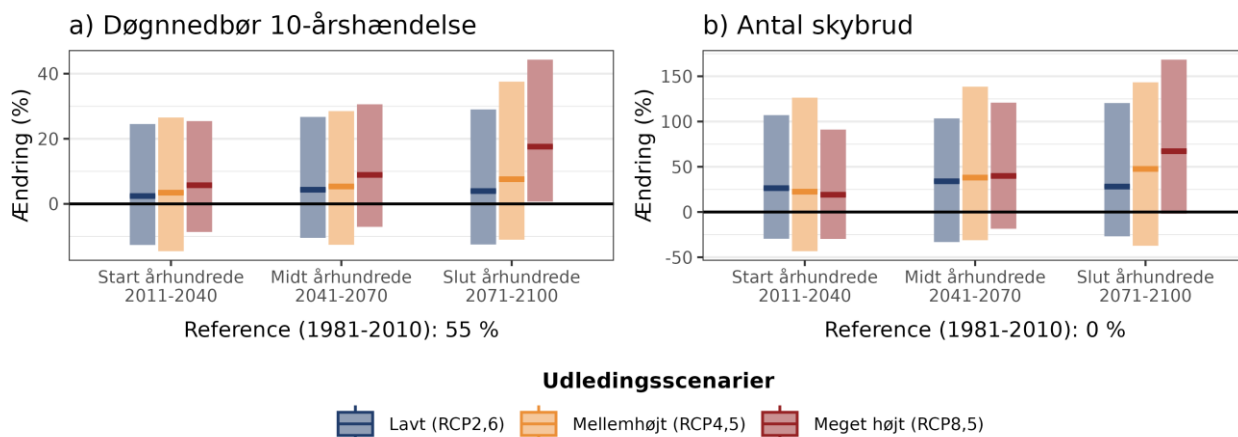 a) Døgnnedbør 10-årshændelse
b) Antal skybrud
Ændring (%)
40
20
0
Start århundrede
2011-2040
Midt århundrede
2041-2070
Slut århundrede
2071-2100
Reference (1981-2010): 55 %
Ændring (%)
150
100
50
0
-50
Start århundrede
2011-2040
Midt århundrede
2041-2070
Slut århundrede
2071-2100
Reference (1981-2010): 0 %
Udledingsscenarier
Lavt (RCP2,6)
Mellemhøjt (RCP4,5)
Meget højt (RCP8,5)